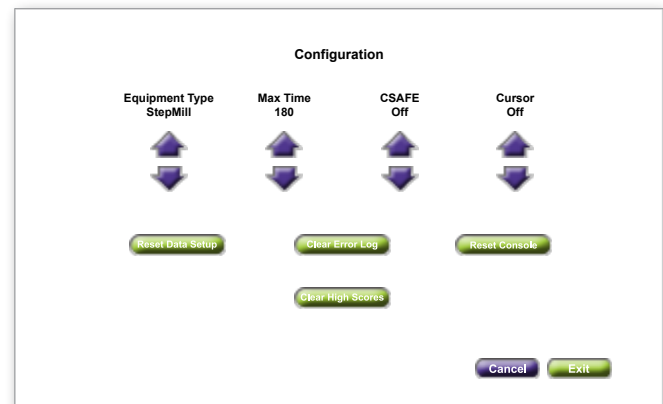 Configuration
Equipment Type
StepMill
Max Time
180
CSAFE
Off
Cursor
Off
Reset Data Setup
Clear Error Log
Reset Console
Clear High Scores
Cancel
Exit